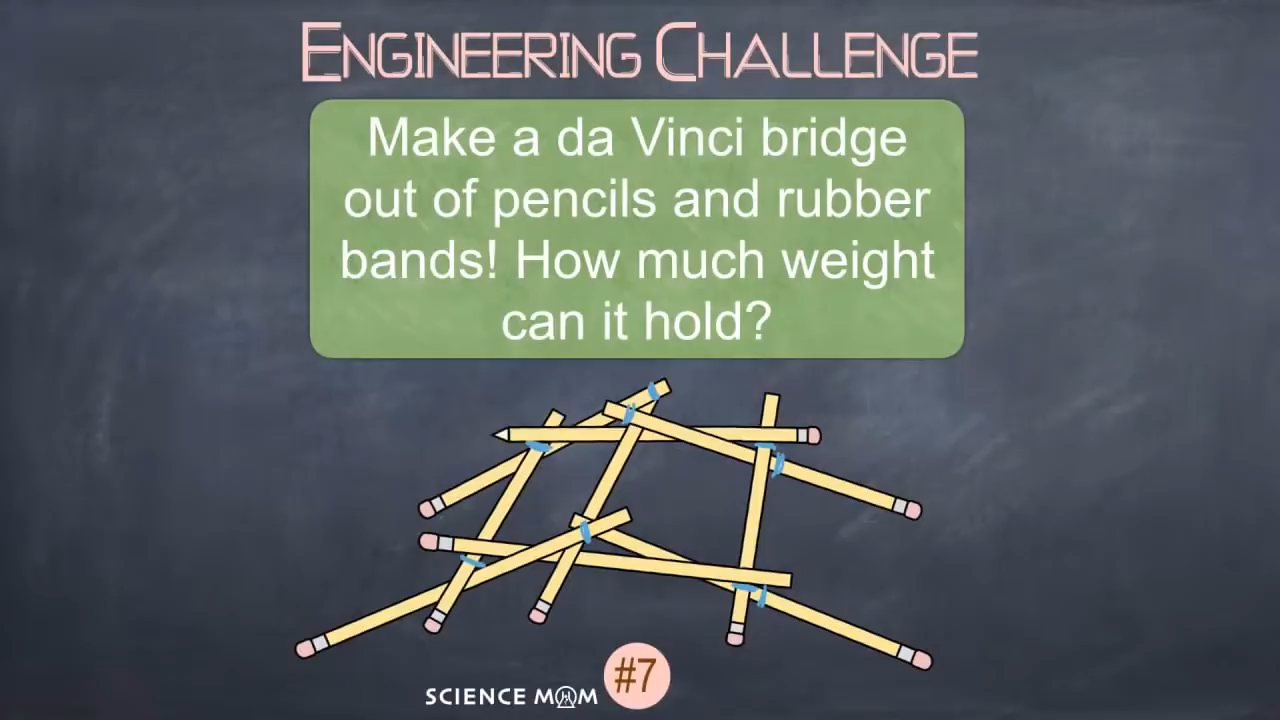 ENGINEERING CHALLENGE
Make a da Vinci bridge
out of pencils and rubber
bands! How much weight
can it hold?
#7
SCIENCE MOM